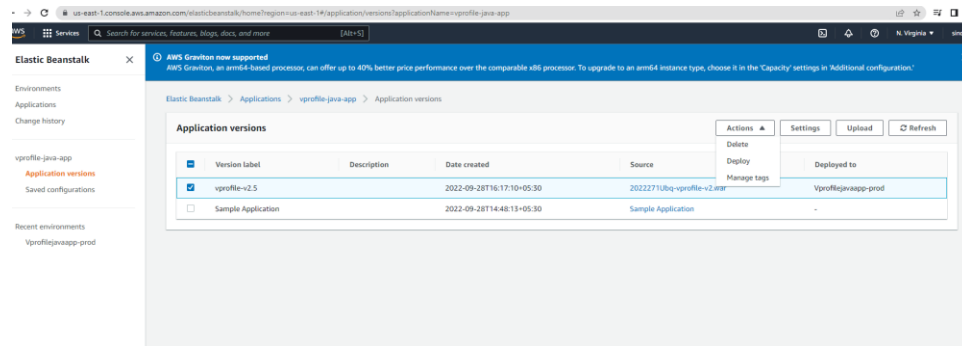 us-east-1.console.aws.amazon.com/elasticbeanstalk/home?region=us-east-1#/application/versions?applicationName=vprofile-java-app
Services Search for services, features, blogs, docs, and more [Alt+S] N. Virginia
Elastic Beanstalk
AWS Graviton now supported
AWS Graviton, an arm64-based processor, can offer up to 40% better price performance over the comparable x86 processor. To upgrade to an arm64 instance type, choose it in the 'Capacity' settings in 'Additional configuration.'
Environments
Applications
Change history
vprofile-java-app
Application versions
Saved configurations
Recent environments
Vprofilejavaapp-prod
Elastic Beanstalk > Applications > vprofile-java-app > Application versions
Application versions
Actions Settings Upload Refresh
Delete
Deploy
Manage tags
Version label Description Date created Source Deployed to
vprofile-v2.5 2022-09-28T16:17:10+05:30 2022271Ubq-vprofile-v2.war Vprofilejavaapp-prod
Sample Application 2022-09-28T14:48:13+05:30 Sample Application -